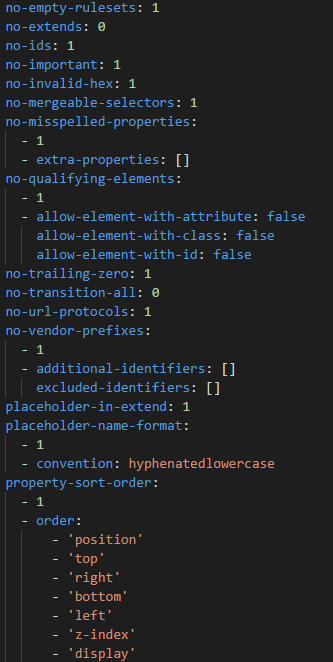 no-empty-rulesets: 1
no-extends: 0
no-ids: 1
no-important: 1
no-invalid-hex: 1
no-mergeable-selectors: 1
no-misspelled-properties:
  - 1
  - extra-properties: []
no-qualifying-elements:
  - 1
  - allow-element-with-attribute: false
    allow-element-with-class: false
    allow-element-with-id: false
no-trailing-zero: 1
no-transition-all: 0
no-url-protocols: 1
no-vendor-prefixes:
  - 1
  - additional-identifiers: []
    excluded-identifiers: []
placeholder-in-extend: 1
placeholder-name-format:
  - 1
  - convention: hyphenatedlowercase
property-sort-order:
  - 1
  - order:
      - 'position'
      - 'top'
      - 'right'
      - 'bottom'
      - 'left'
      - 'z-index'
      - 'display'